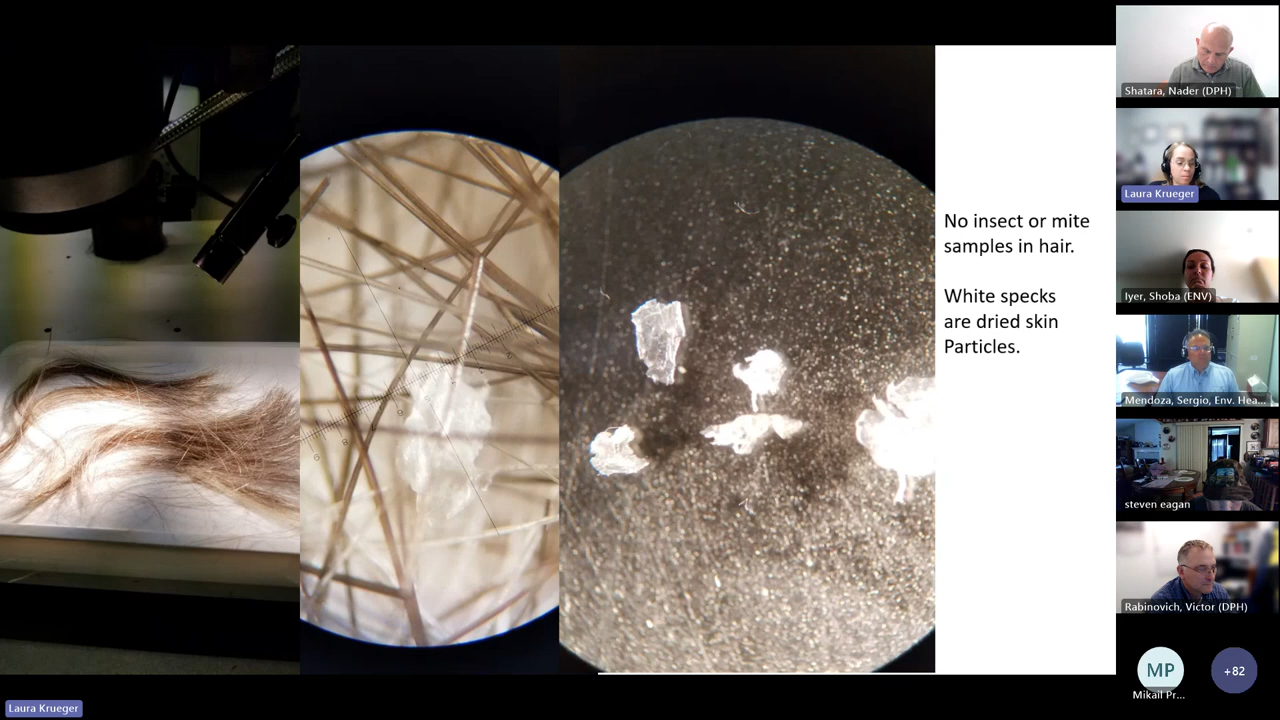 No insect or mite
samples in hair.
White specks
are dried skin
Particles.
Shatara, Nader (DPH)
Laura Krueger
Iyer, Shoba (ENV)
Mendoza, Sergio, Env. Hea...
steven eagan
Rabinovich, Victor (DPH)
MP
+82
Mikail Pr...
Laura Krueger